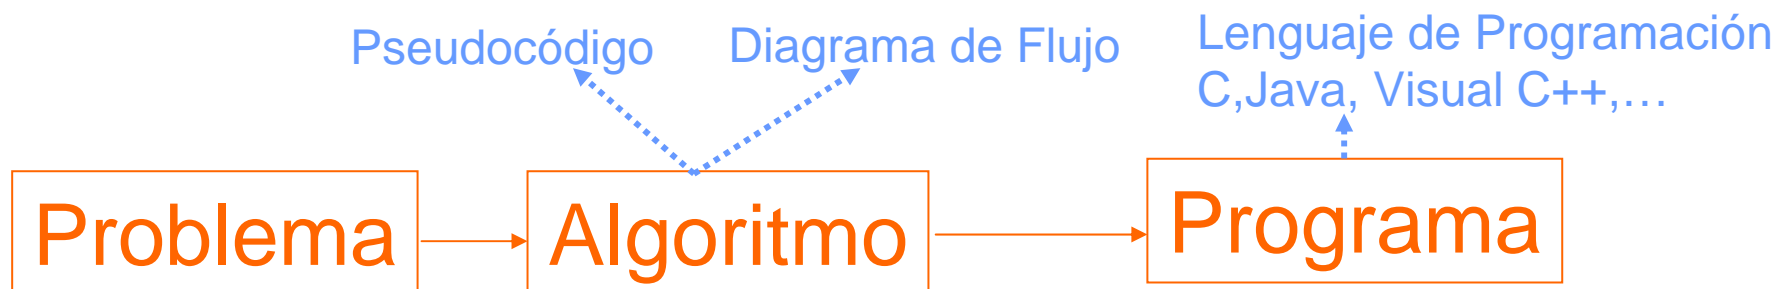 Pseudocódigo
Diagrama de Flujo
Lenguaje de Programación
C,Java, Visual C++,…
Problema
Algoritmo
Programa